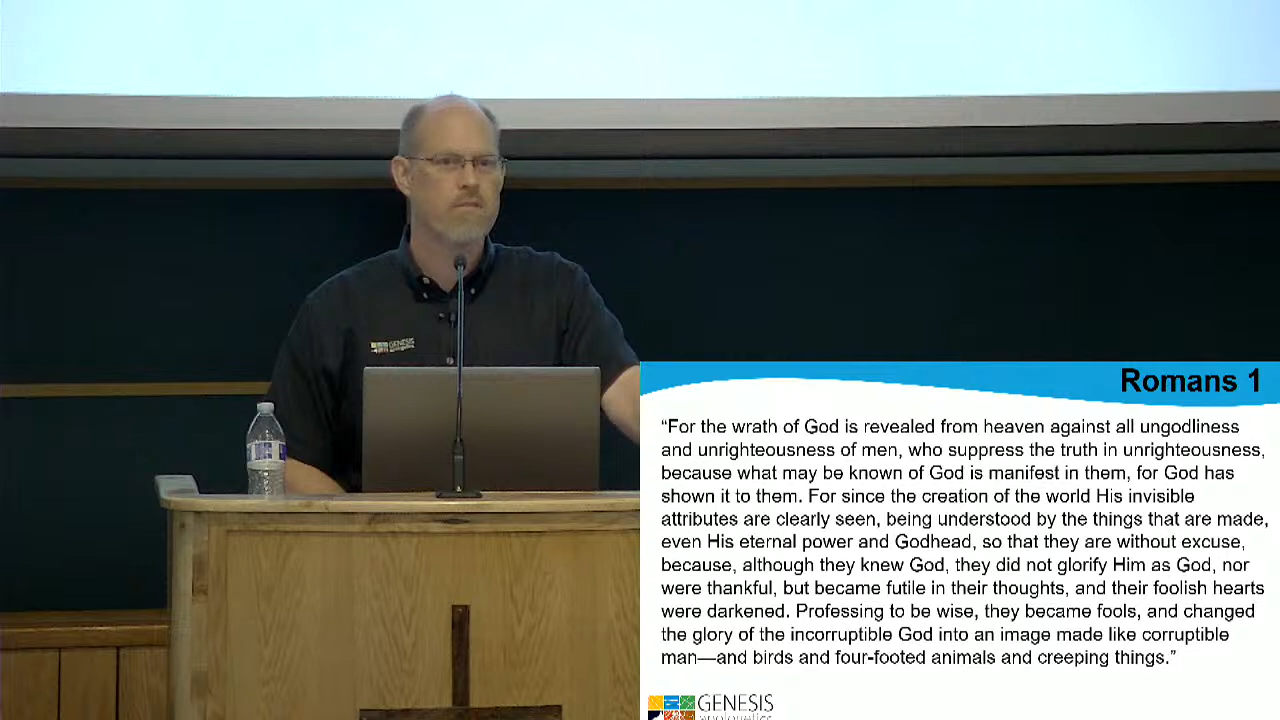 GENESIS
Romans 1
“For the wrath of God is revealed from heaven against all ungodliness
and unrighteousness of men, who suppress the truth in unrighteousness,
because what may be known of God is manifest in them, for God has
shown it to them. For since the creation of the world His invisible
attributes are clearly seen, being understood by the things that are made,
even His eternal power and Godhead, so that they are without excuse,
because, although they knew God, they did not glorify Him as God, nor
were thankful, but became futile in their thoughts, and their foolish hearts
were darkened. Professing to be wise, they became fools, and changed
the glory of the incorruptible God into an image made like corruptible
man—and birds and four-footed animals and creeping things.”
GENESIS
apologetics